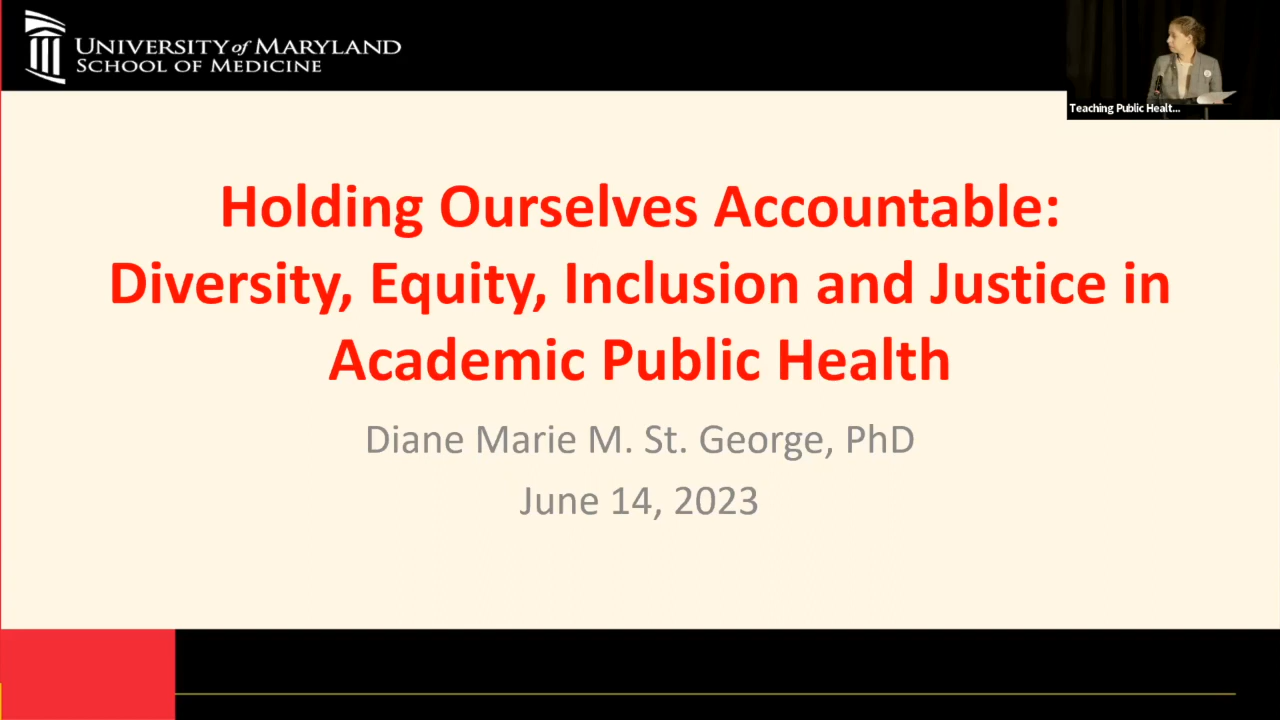 UNIVERSITY of MARYLAND
SCHOOL OF MEDICINE
Teaching Public Healt...
Holding Ourselves Accountable:
Diversity, Equity, Inclusion and Justice in
Academic Public Health
Diane Marie M. St. George, PhD
June 14, 2023